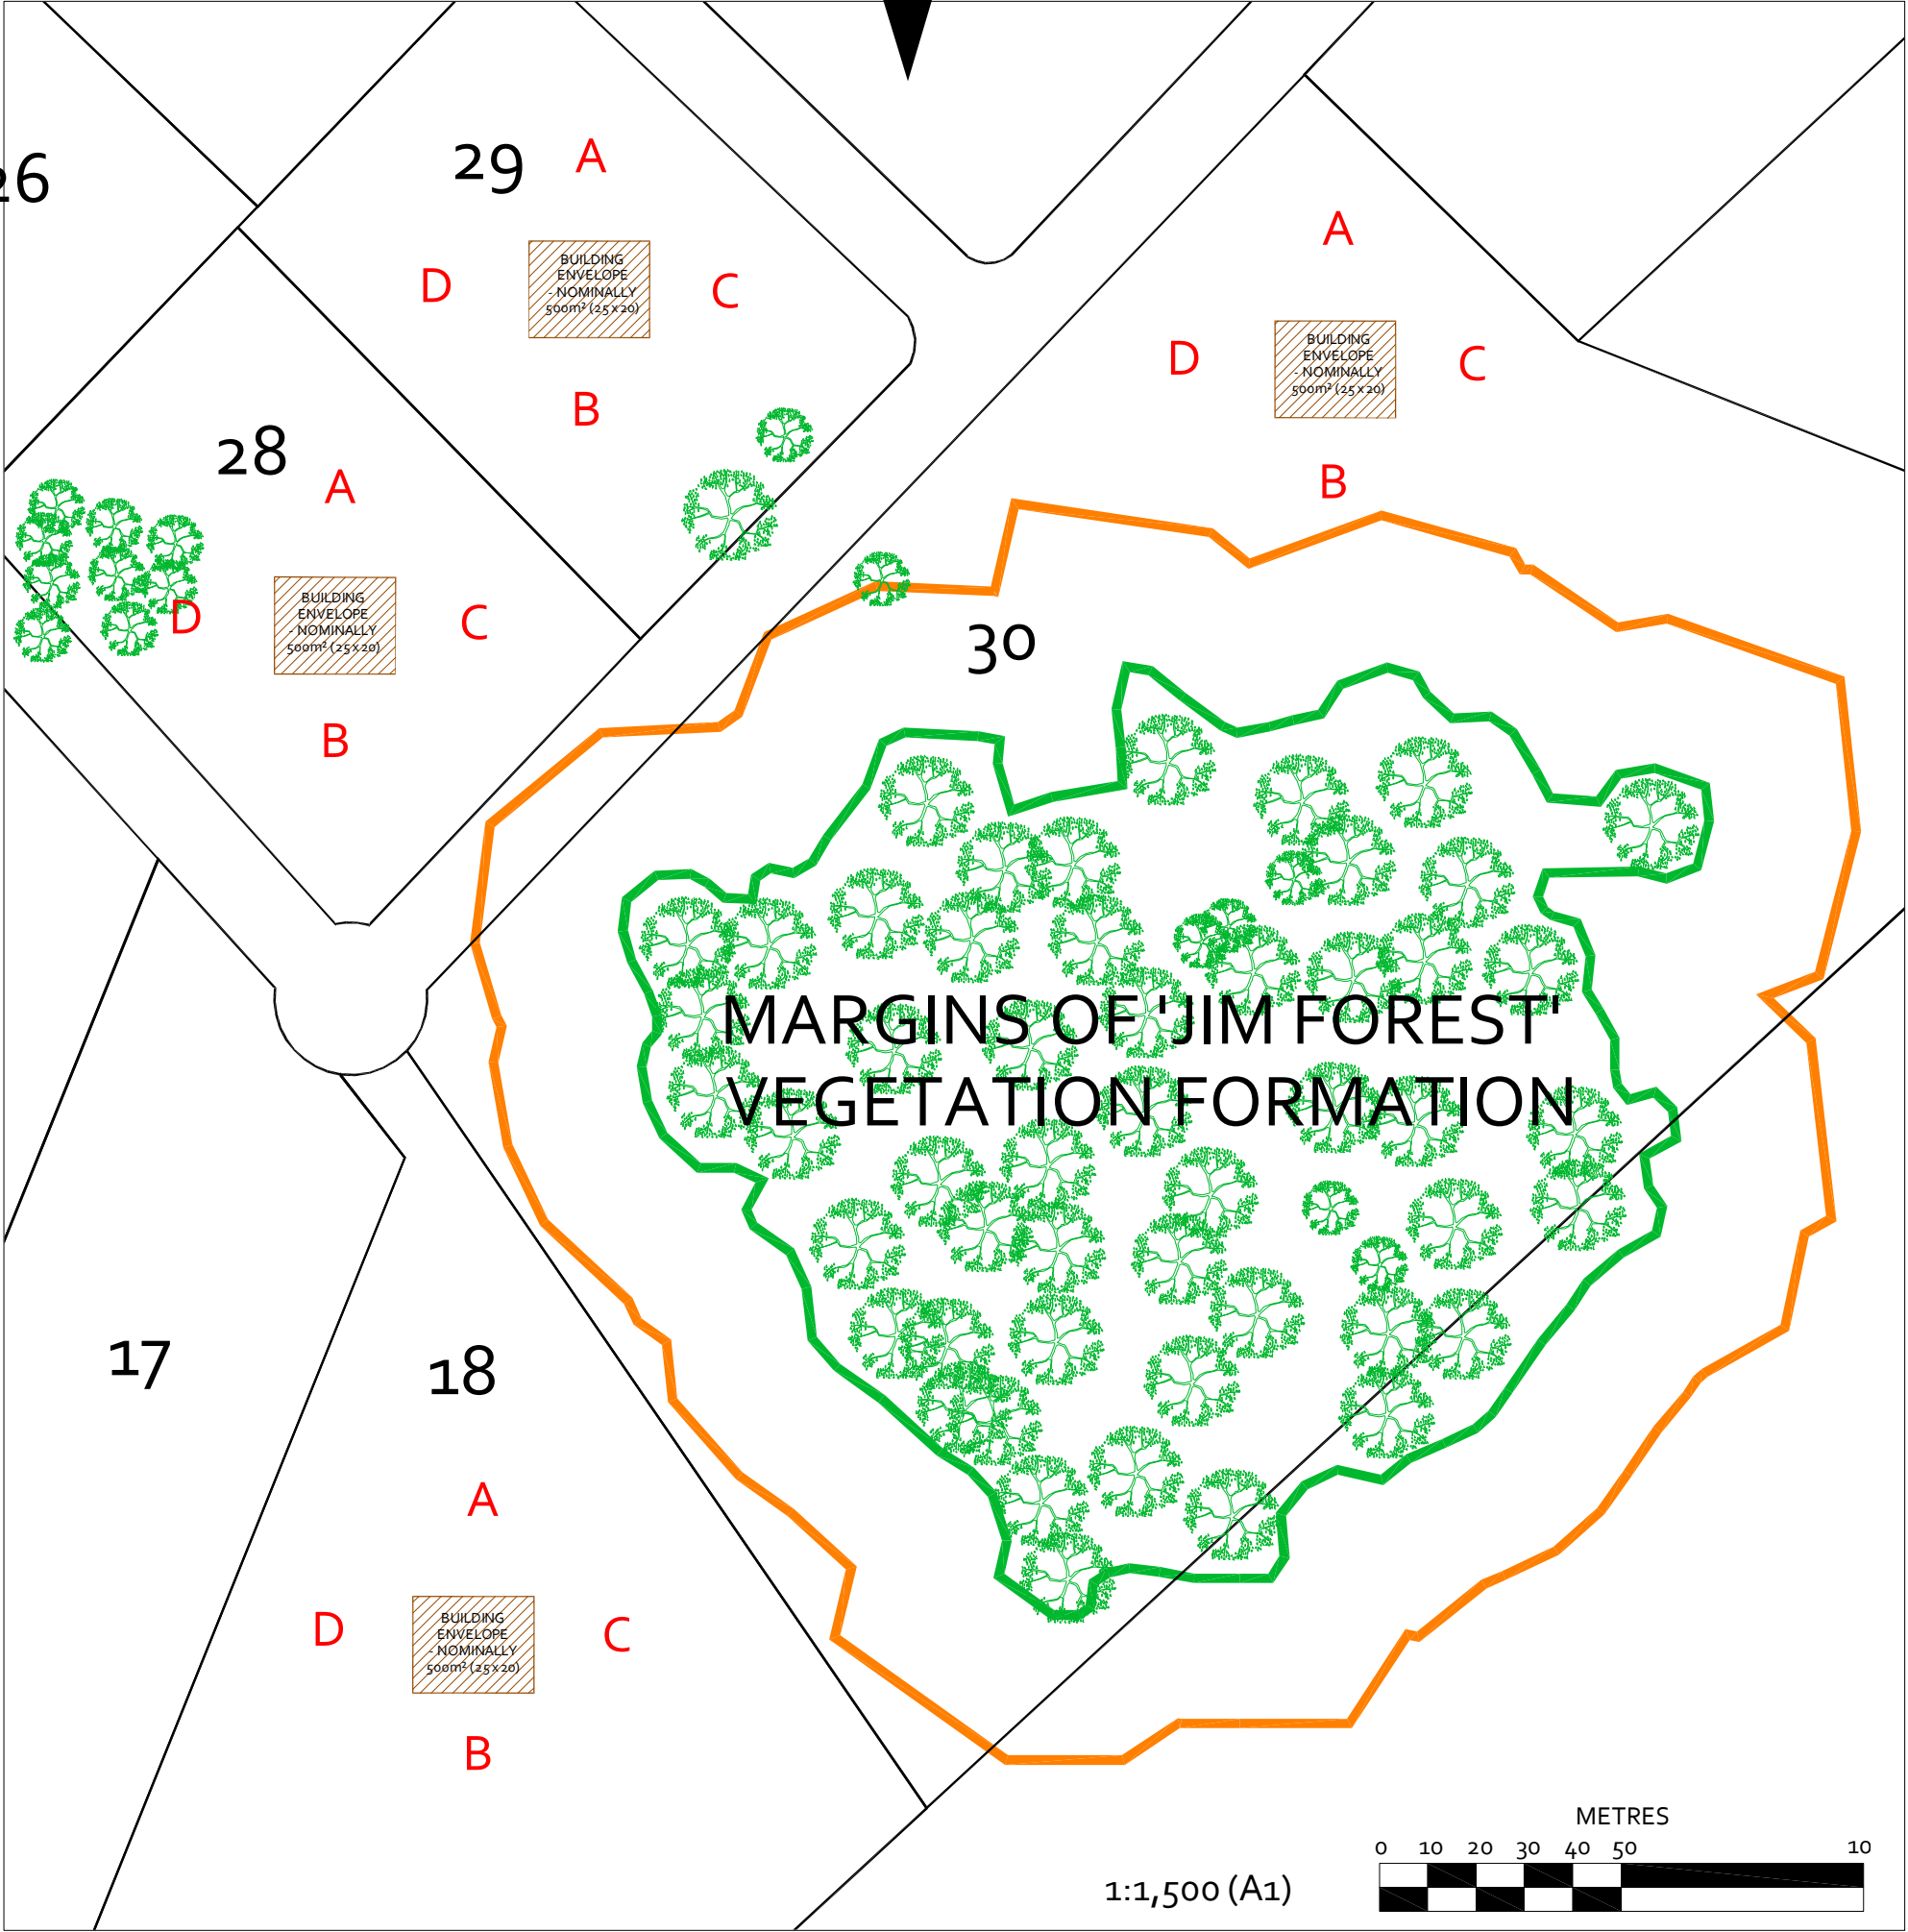 26
29
A
D
BUILDING
ENVELOPE
- NOMINALLY
500m² (25x20)
C
B
A
D
BUILDING
ENVELOPE
- NOMINALLY
500m² (25x20)
C
B
28
A
D
BUILDING
ENVELOPE
- NOMINALLY
500m² (25x20)
C
B
30
MARGINS OF 'JIM FOREST'
VEGETATION FORMATION
17
18
A
D
BUILDING
ENVELOPE
- NOMINALLY
500m² (25x20)
C
B
METRES
0 10 20 30 40 50 10
1:1,500 (A1)